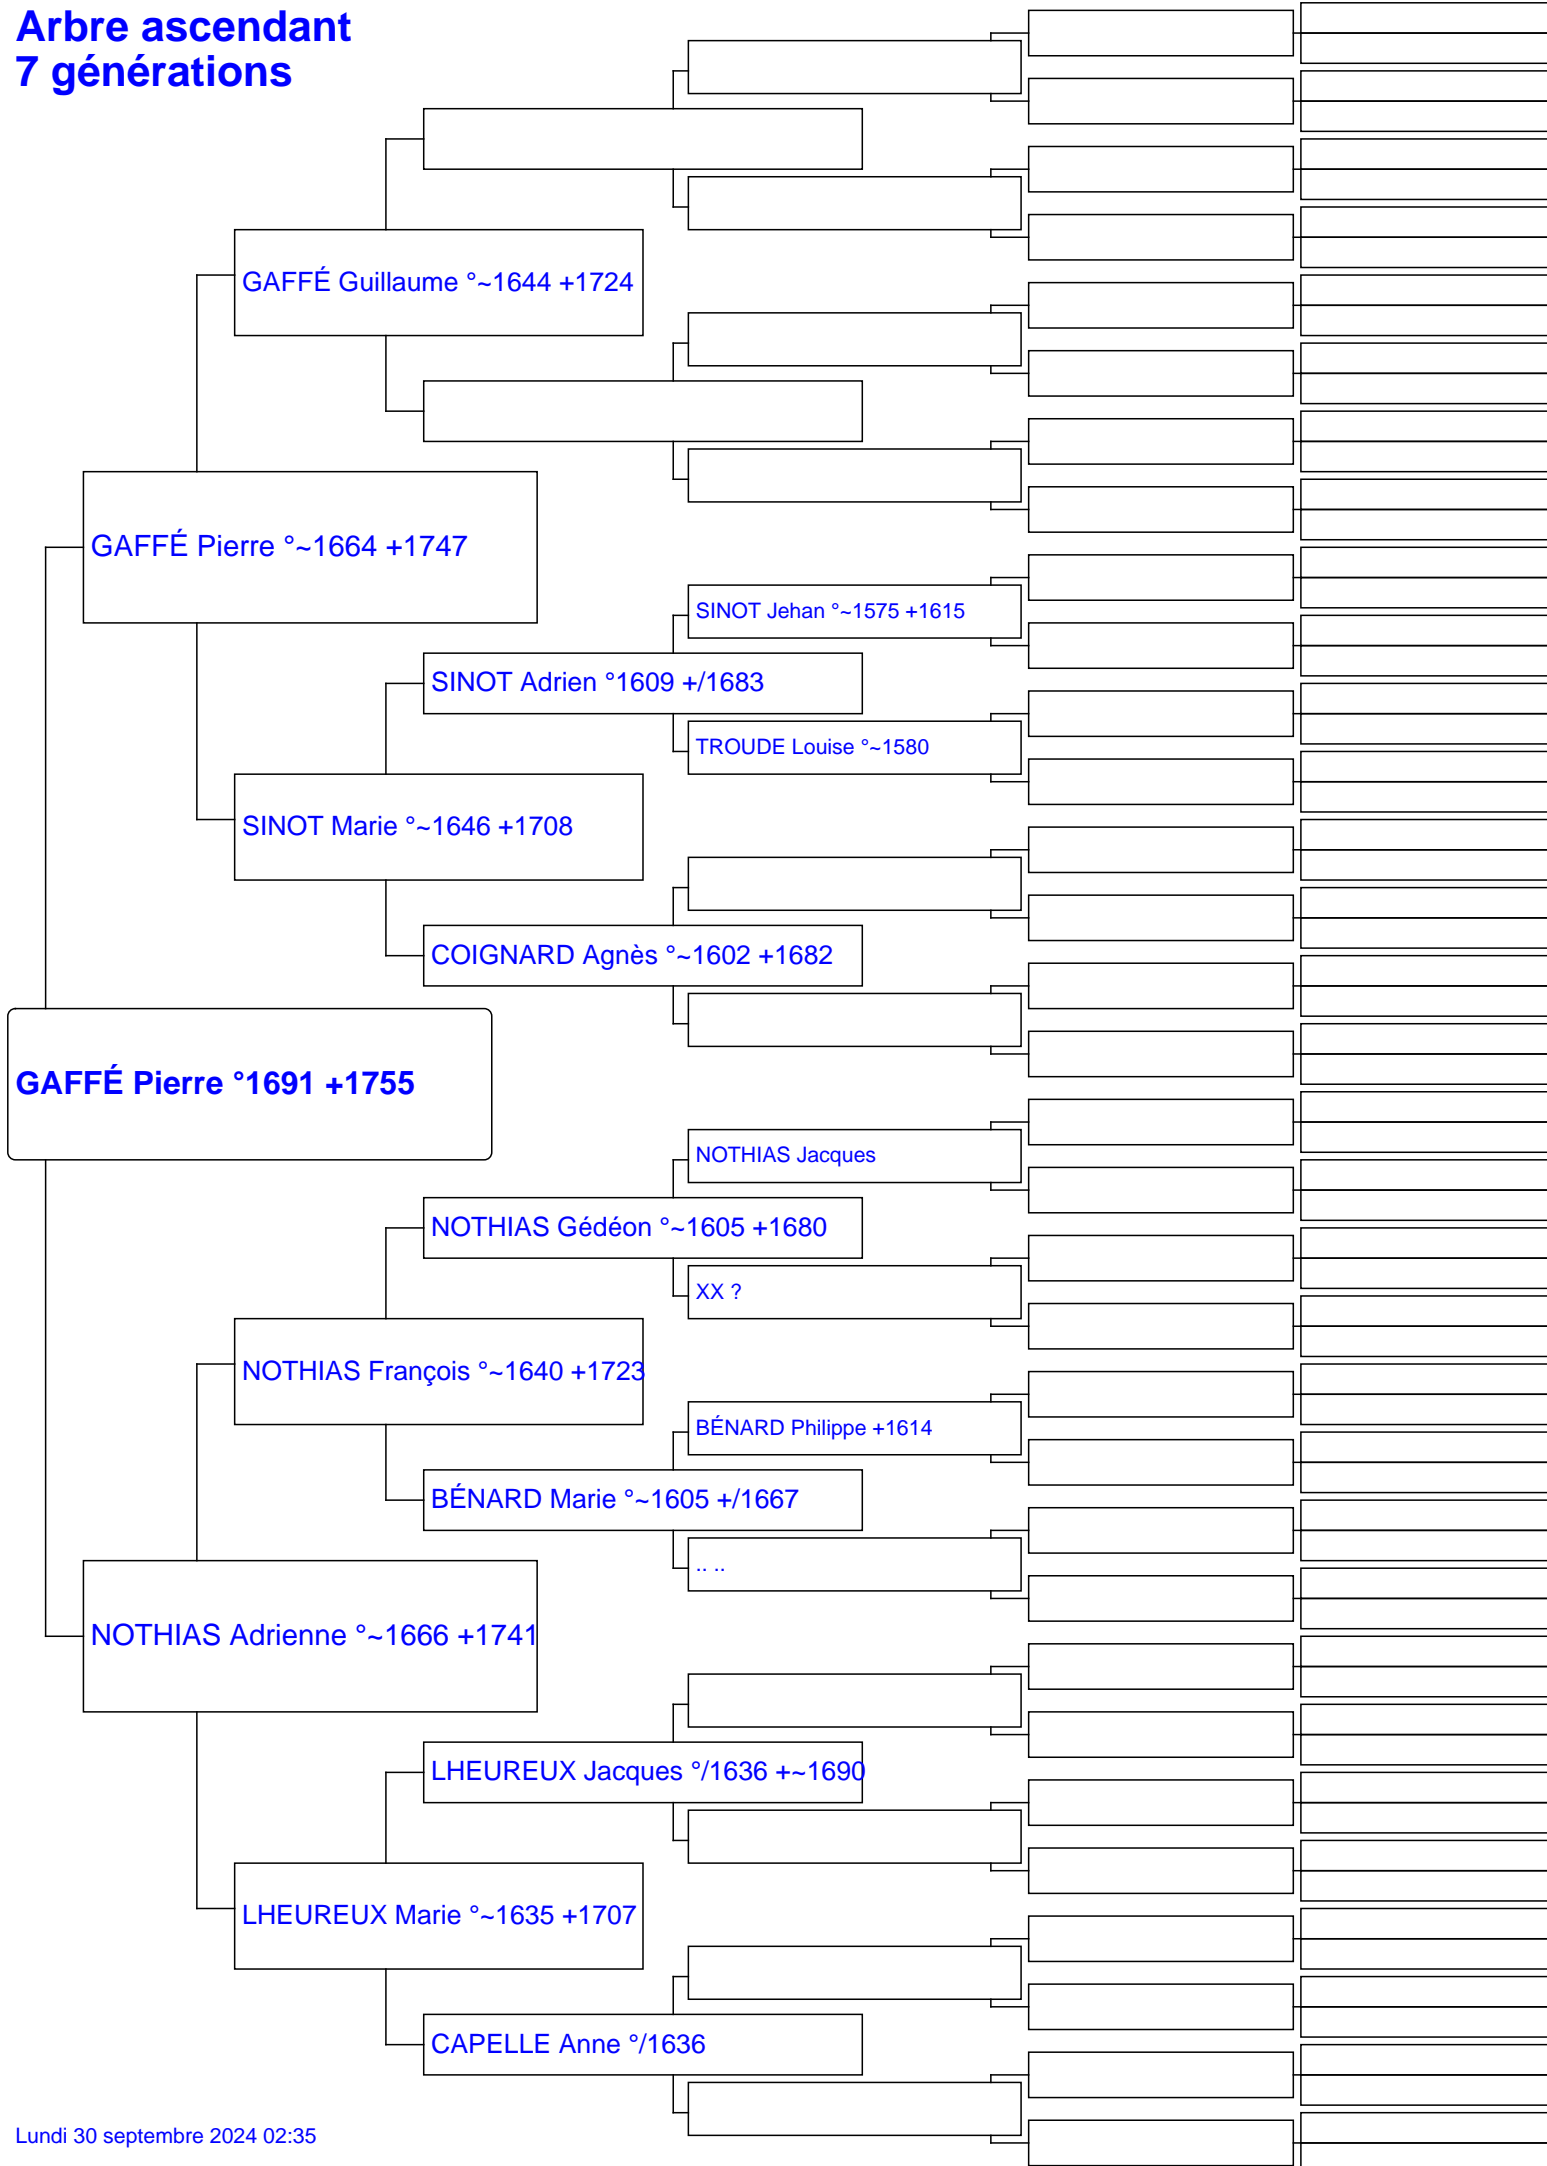 Arbre ascendant
7 générations
GAFFÉ Guillaume °~1644 +1724
GAFFÉ Pierre °~1664 +1747
SINOT Jehan °~1575 +1615
SINOT Adrien °1609 +/1683
TROUDE Louise °~1580
SINOT Marie °~1646 +1708
COIGNARD Agnès °~1602 +1682
GAFFÉ Pierre °1691 +1755
NOTHIAS Jacques
NOTHIAS Gédéon °~1605 +1680
XX ?
NOTHIAS François °~1640 +1723
BÉNARD Philippe +1614
BÉNARD Marie °~1605 +/1667
.. ..
NOTHIAS Adrienne °~1666 +1741
LHEUREUX Jacques °/1636 +~1690
LHEUREUX Marie °~1635 +1707
CAPELLE Anne °/1636
Lundi 30 septembre 2024 02:35